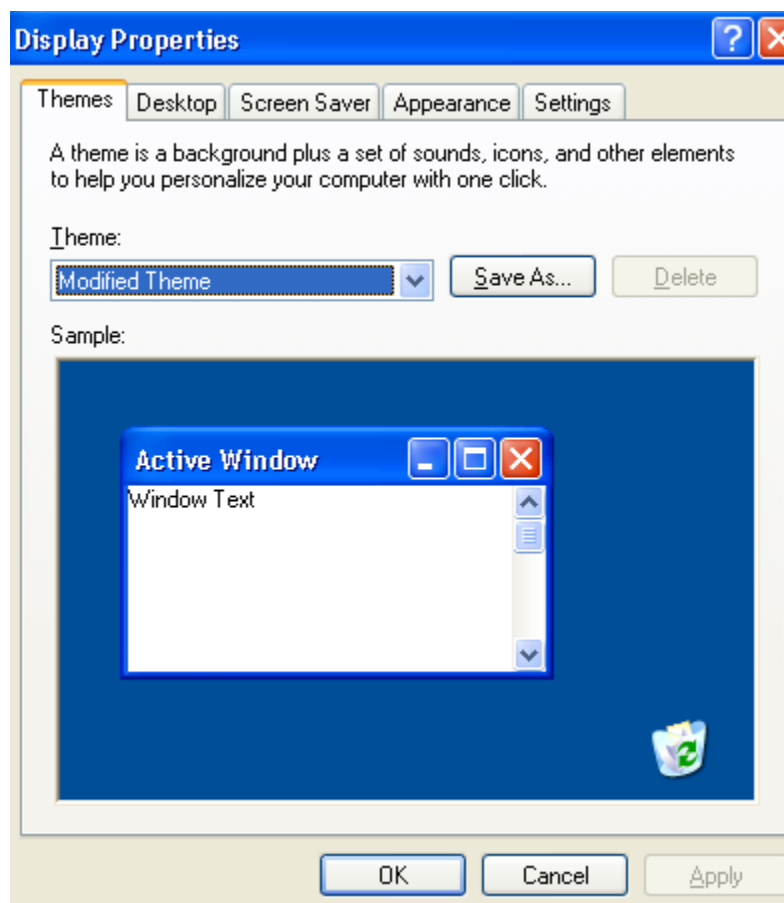 Display Properties
Themes Desktop Screen Saver Appearance Settings
A theme is a background plus a set of sounds, icons, and other elements
to help you personalize your computer with one click.
Theme:
Modified Theme Save As... Delete
Sample:
Active Window
Window Text
OK Cancel Apply